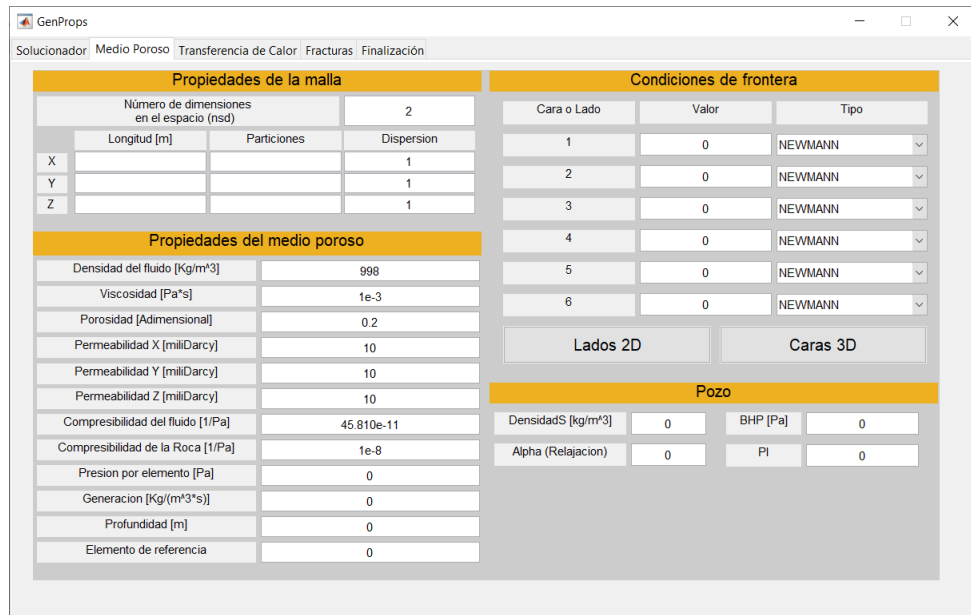 GenProps
Solucionador Medio Poroso Transferencia de Calor Fracturas Finalización
Propiedades de la malla
Número de dimensiones
en el espacio (nsd)
2
Longitud [m] Particiones Dispersion
X 1
Y 1
Z 1
Propiedades del medio poroso
Densidad del fluido [Kg/m^3] 998
Viscosidad [Pa*s] 1e-3
Porosidad [Adimensional] 0.2
Permeabilidad X [miliDarcy] 10
Permeabilidad Y [miliDarcy] 10
Permeabilidad Z [miliDarcy] 10
Compresibilidad del fluido [1/Pa] 45.810e-11
Compresibilidad de la Roca [1/Pa] 1e-8
Presion por elemento [Pa] 0
Generacion [Kg/(m^3*s)] 0
Profundidad [m] 0
Elemento de referencia 0
Condiciones de frontera
Cara o Lado Valor Tipo
1 0 NEWMANN
2 0 NEWMANN
3 0 NEWMANN
4 0 NEWMANN
5 0 NEWMANN
6 0 NEWMANN
Lados 2D Caras 3D
Pozo
DensidadS [kg/m^3] 0 BHP [Pa] 0
Alpha (Relajacion) 0 PI 0